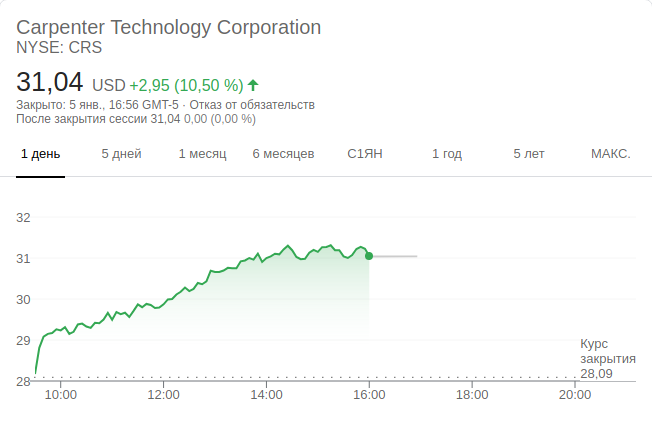 Carpenter Technology Corporation
NYSE: CRS
31,04 USD +2,95 (10,50 %)
Закрыто: 5 янв., 16:56 GMT-5 · Отказ от обязательств
После закрытия сессии 31,04 0,00 (0,00 %)
1 день 5 дней 1 месяц 6 месяцев С1ЯН 1 год 5 лет МАКС.
32
31
30
29
28
Курс
закрытия
28,09
10:00 12:00 14:00 16:00 18:00 20:00